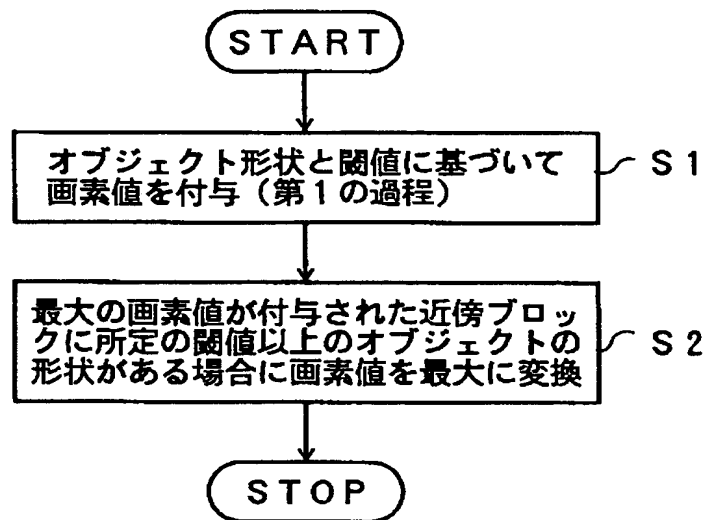 START
オブジェクト形状と閾値に基づいて
画素値を付与（第1の過程）
S1
最大の画素値が付与された近傍ブロッ
クに所定の閾値以上のオブジェクトの
形状がある場合に画素値を最大に変換
S2
STOP